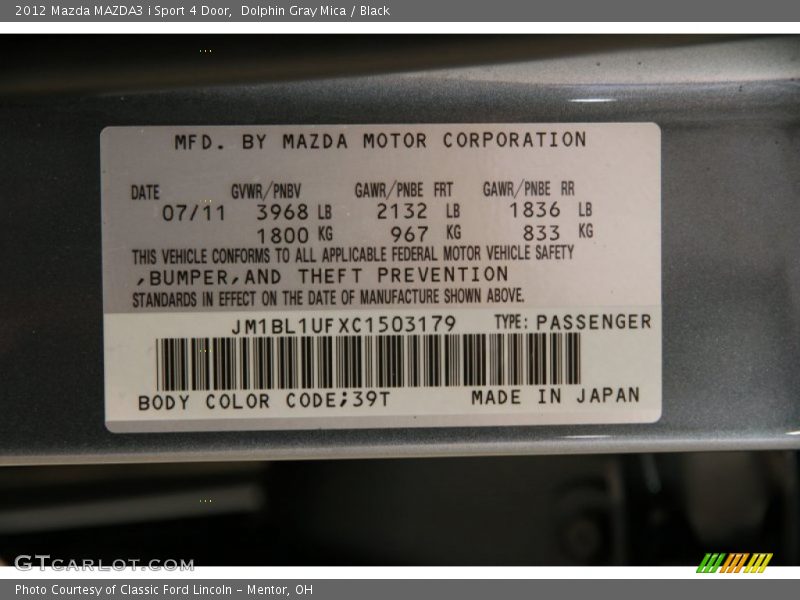 2012 Mazda MAZDA3 i Sport 4 Door, Dolphin Gray Mica / Black
MFD. BY MAZDA MOTOR CORPORATION
DATE GVWR/PNBV GAWR/PNBE FRT GAWR/PNBE RR
07/11 3968 LB 2132 LB 1836 LB
1800 KG 967 KG 833 KG
THIS VEHICLE CONFORMS TO ALL APPLICABLE FEDERAL MOTOR VEHICLE SAFETY
,BUMPER,AND THEFT PREVENTION
STANDARDS IN EFFECT ON THE DATE OF MANUFACTURE SHOWN ABOVE.
JM1BL1UFXC1503179 TYPE: PASSENGER
BODY COLOR CODE;39T MADE IN JAPAN
GTCARLOT.COM
Photo Courtesy of Classic Ford Lincoln - Mentor, OH